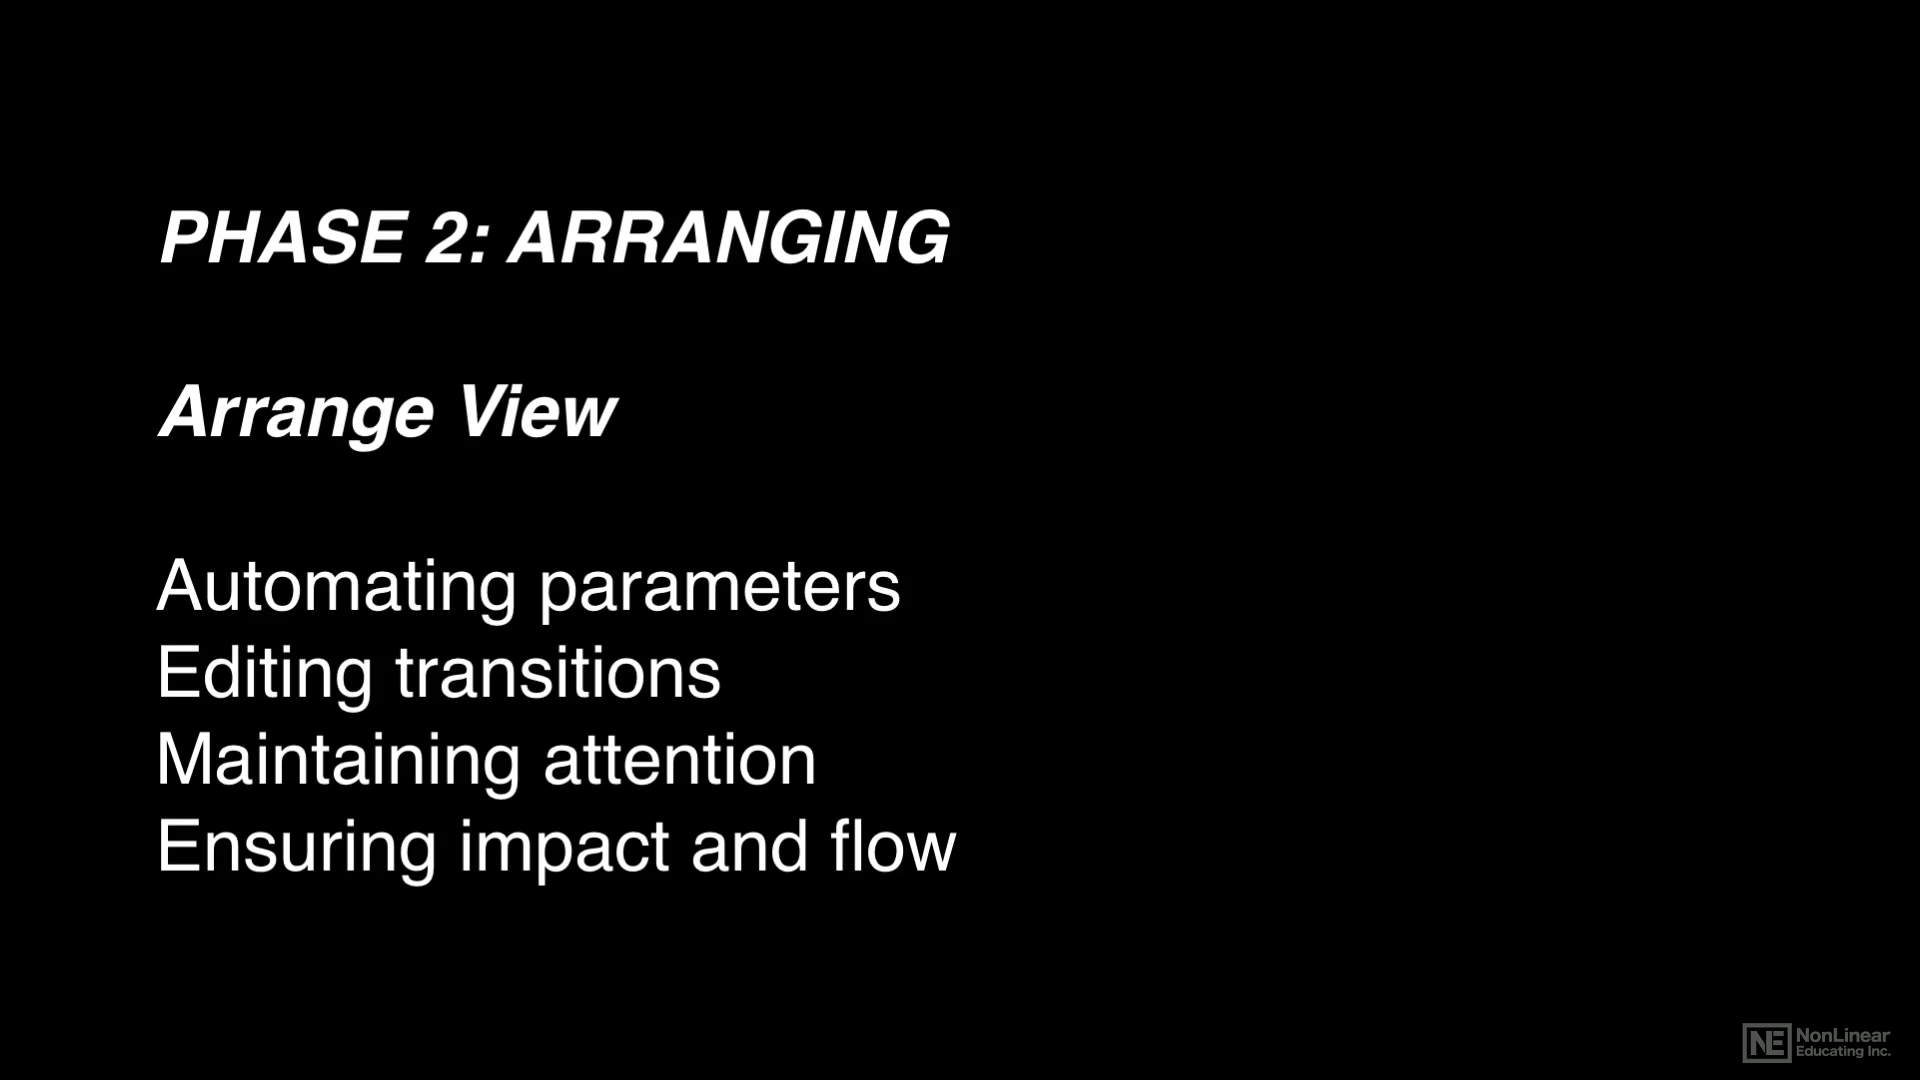 PHASE 2: ARRANGING
Arrange View
Automating parameters
Editing transitions
Maintaining attention
Ensuring impact and flow
NE NonLinear
Educating Inc.